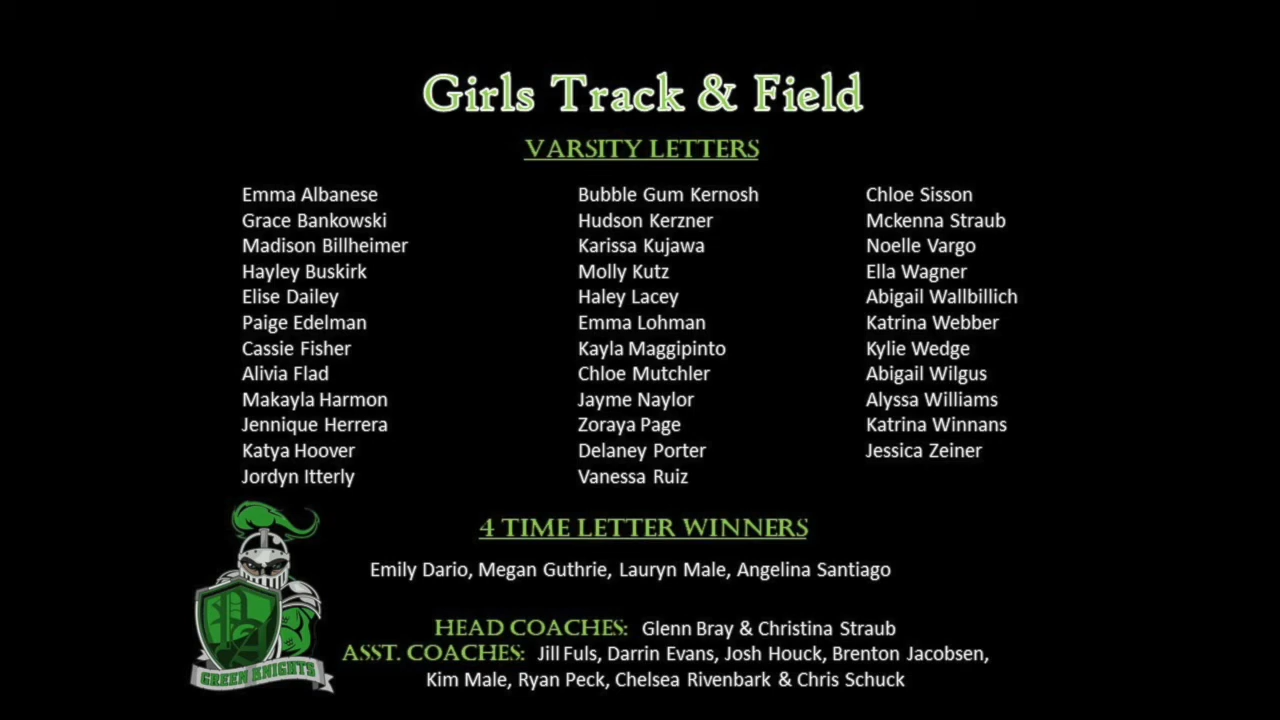 Girls Track & Field
VARSITY LETTERS
Emma Albanese
Grace Bankowski
Madison Billheimer
Hayley Buskirk
Elise Dailey
Paige Edelman
Cassie Fisher
Alivia Flad
Makayla Harmon
Jennique Herrera
Katya Hoover
Jordyn Itterly
Bubble Gum Kernosh
Hudson Kerzner
Karissa Kujawa
Molly Kutz
Haley Lacey
Emma Lohman
Kayla Maggipinto
Chloe Mutchler
Jayme Naylor
Zoraya Page
Delaney Porter
Vanessa Ruiz
Chloe Sisson
Mckenna Straub
Noelle Vargo
Ella Wagner
Abigail Wallbillich
Katrina Webber
Kylie Wedge
Abigail Wilgus
Alyssa Williams
Katrina Winnans
Jessica Zeiner
4 TIME LETTER WINNERS
Emily Dario, Megan Guthrie, Lauryn Male, Angelina Santiago
HEAD COACHES: Glenn Bray & Christina Straub
ASST. COACHES: Jill Fuls, Darrin Evans, Josh Houck, Brenton Jacobsen,
Kim Male, Ryan Peck, Chelsea Rivenbark & Chris Schuck
PA
GREEN KNIGHTS